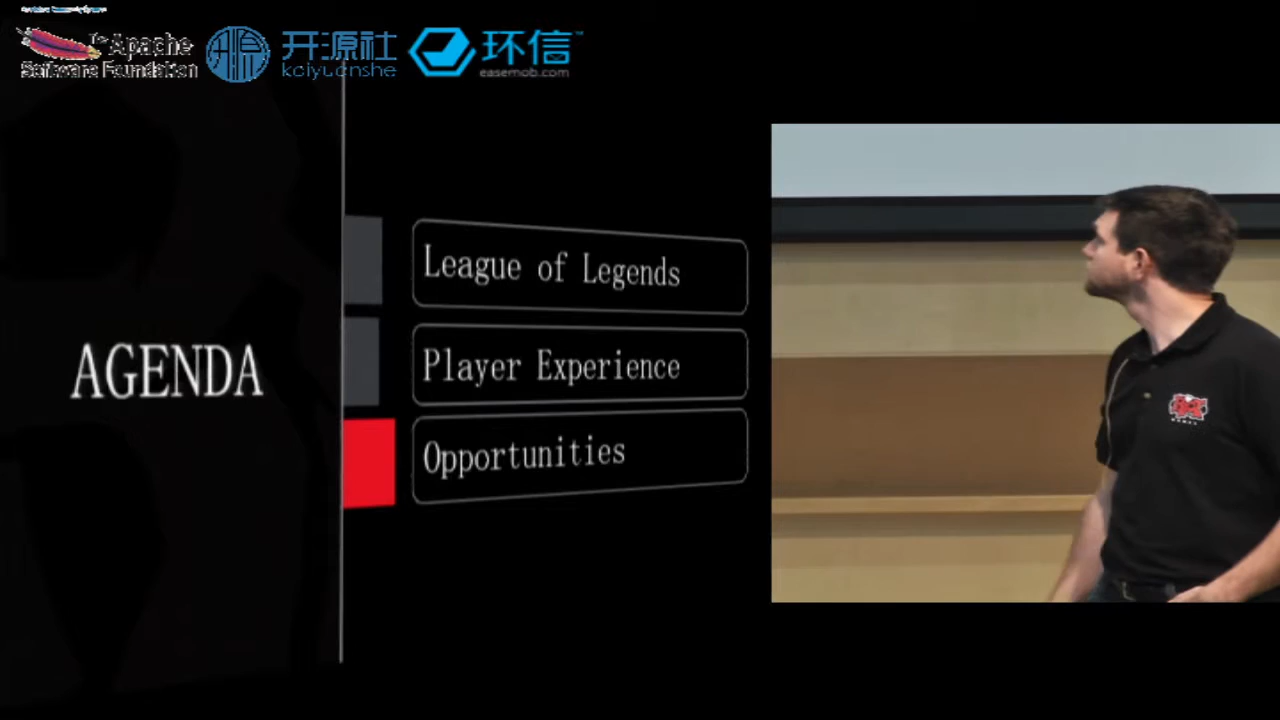 Apache
Software Foundation
开源社
kaiyuanshe
环信
easemob.com
AGENDA
League of Legends
Player Experience
Opportunities